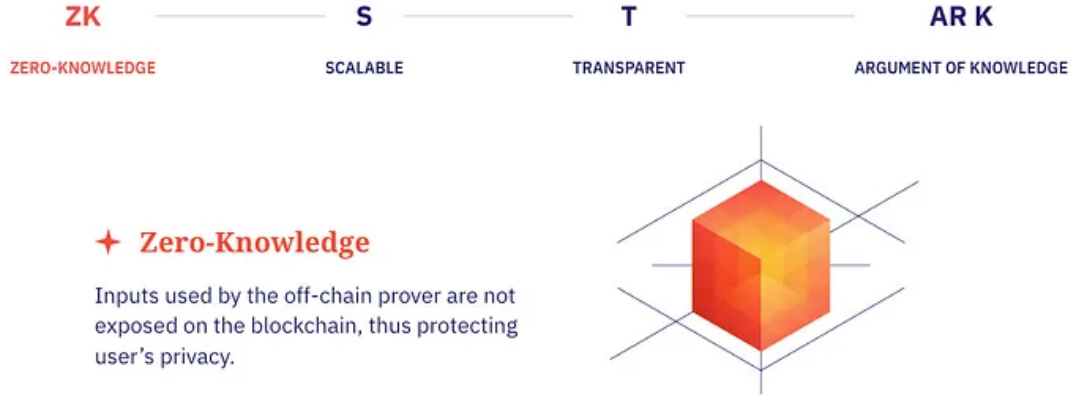 ZK S T AR K
ZERO-KNOWLEDGE SCALABLE TRANSPARENT ARGUMENT OF KNOWLEDGE
Zero-Knowledge
Inputs used by the off-chain prover are not
exposed on the blockchain, thus protecting
user’s privacy.